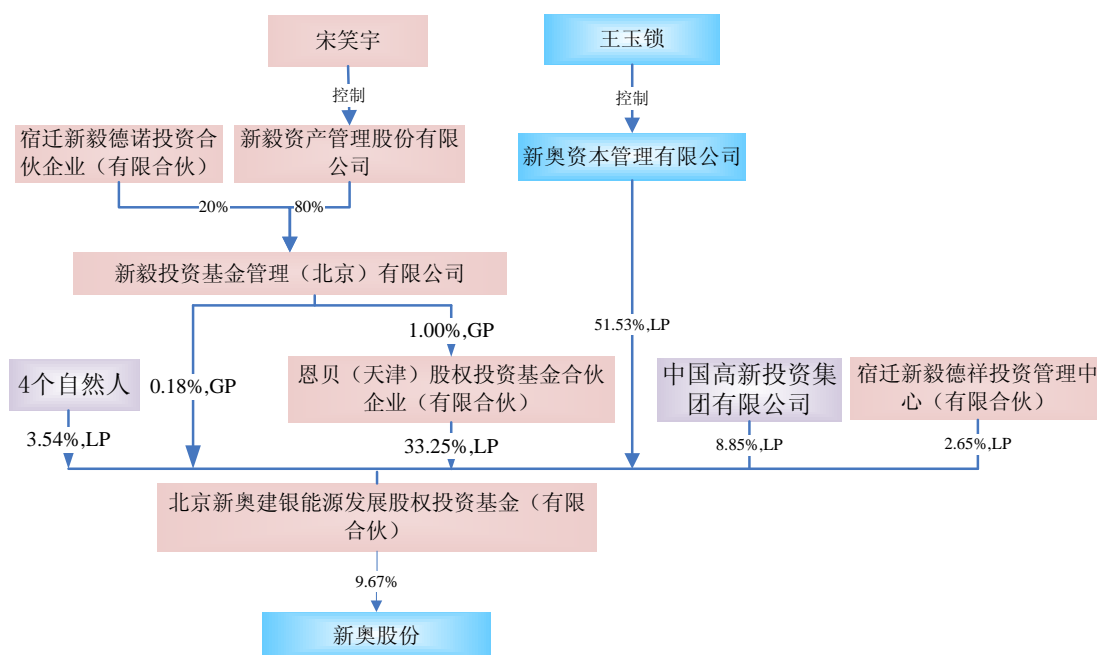 宋笑宇
王玉锁
控制
控制
宿迁新毅德诺投资合
伙企业（有限合伙）
新毅资产管理股份有限
公司
新奥资本管理有限公司
20%
80%
新毅投资基金管理（北京）有限公司
1.00%,GP
51.53%,LP
4个自然人
0.18%,GP
恩贝（天津）股权投资基金合伙
企业（有限合伙）
中国高新投资集
团有限公司
宿迁新毅德祥投资管理中
心（有限合伙）
3.54%,LP
33.25%,LP
8.85%,LP
2.65%,LP
北京新奥建银能源发展股权投资基金（有限
合伙）
9.67%
新奥股份